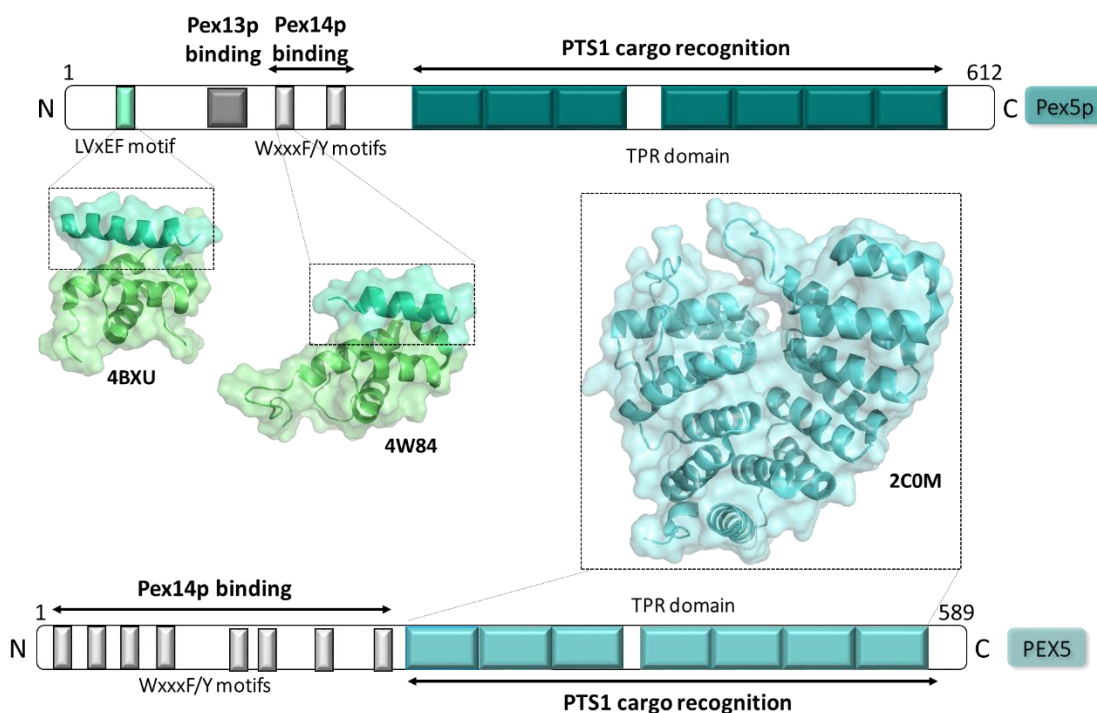 Pex13p
binding
Pex14p
binding
PTS1 cargo recognition
1
612
N
C
Pex5p
LVxEF motif
WxxxF/Y motifs
TPR domain
4BXU
4W84
2C0M
Pex14p binding
1
TPR domain
589
N
C
PEX5
WxxxF/Y motifs
PTS1 cargo recognition